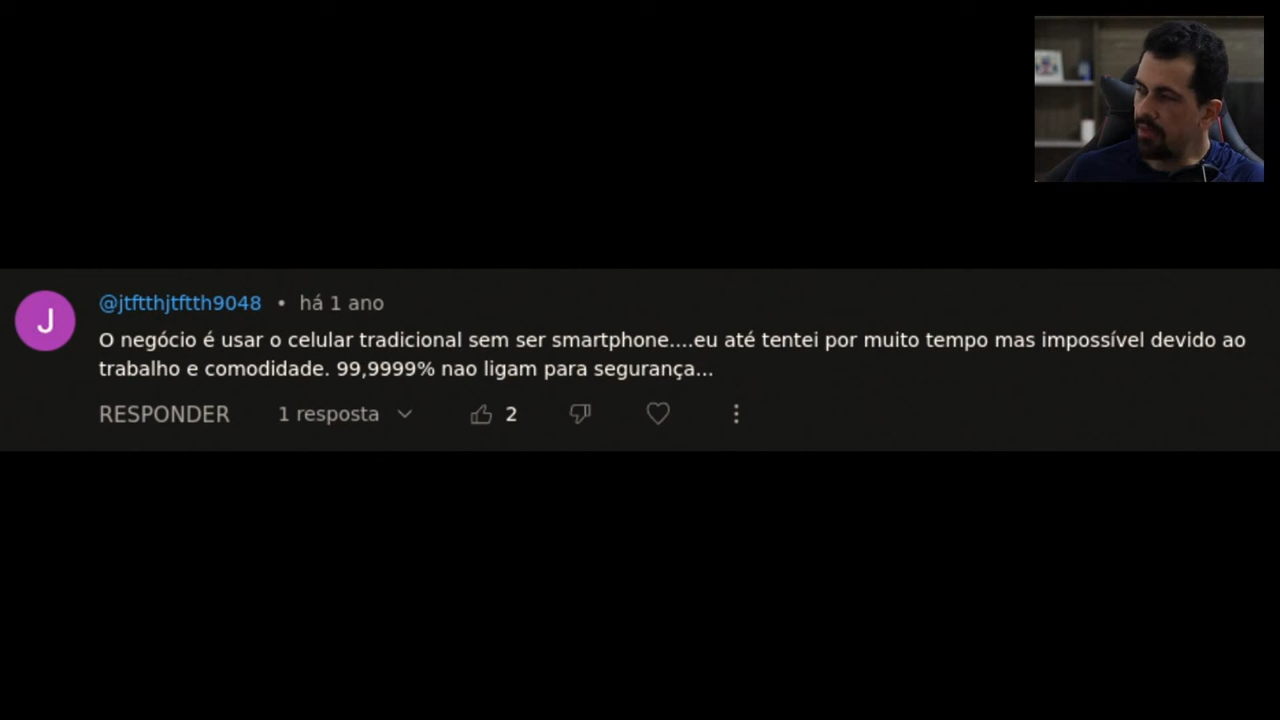 J
@jtftthjtftth9048 • há 1 ano
O negócio é usar o celular tradicional sem ser smartphone....eu até tentei por muito tempo mas impossível devido ao
trabalho e comodidade. 99,9999% nao ligam para segurança...
RESPONDER 1 resposta 2